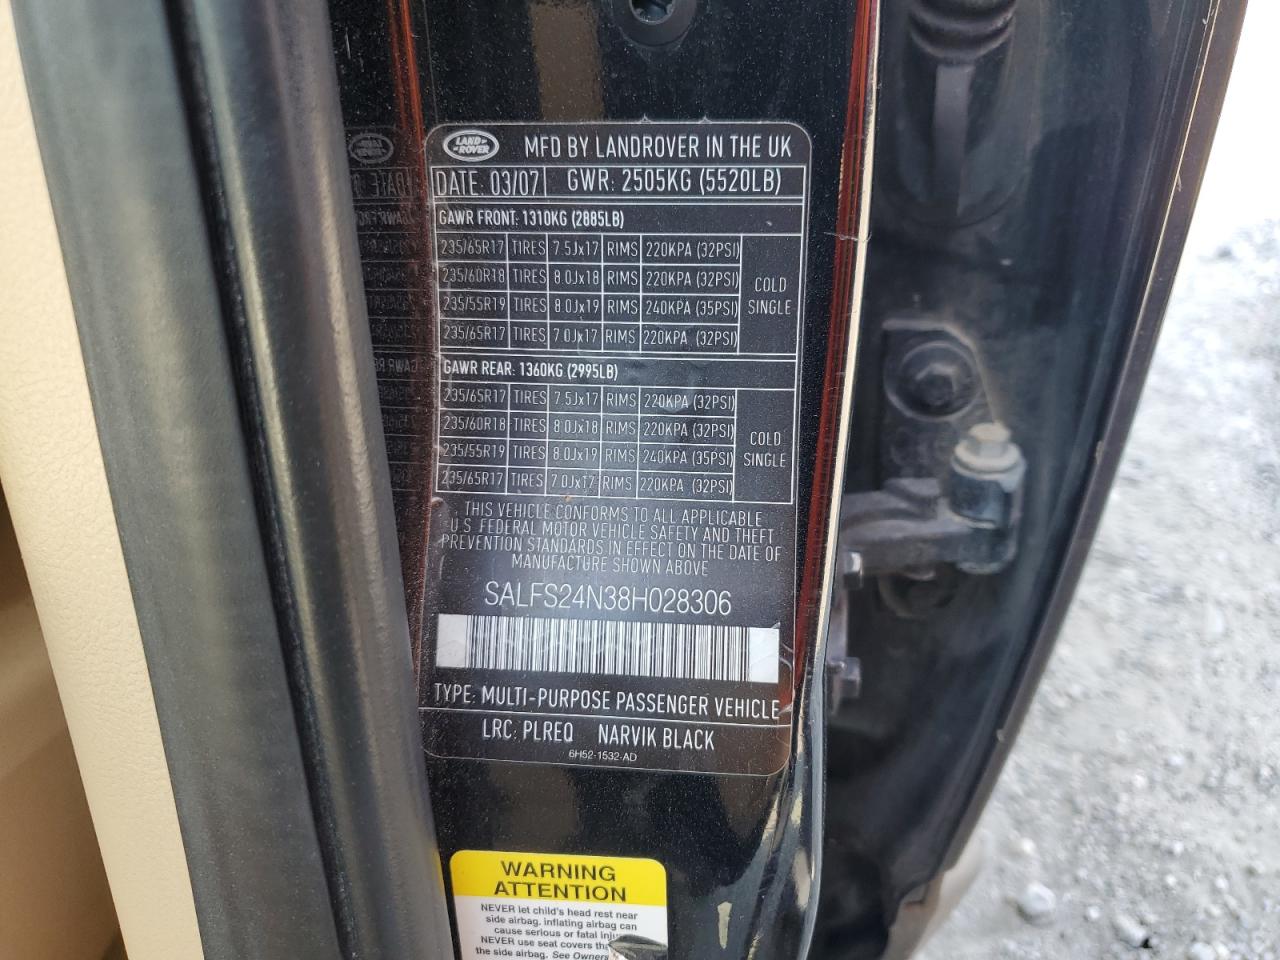 LAND ROVER MFD BY LANDROVER IN THE UK
DATE: 03/07 GWR: 2505KG (5520LB)
GAWR FRONT: 1310KG (2885LB)
235/65R17 TIRES 7.5Jx17 RIMS 220KPA (32PSI)
235/60R18 TIRES 8.0Jx18 RIMS 220KPA (32PSI)
235/55R19 TIRES 8.0Jx19 RIMS 240KPA (35PSI)
235/65R17 TIRES 7.0Jx17 RIMS 220KPA (32PSI)
COLD
SINGLE
GAWR REAR: 1360KG (2995LB)
235/65R17 TIRES 7.5Jx17 RIMS 220KPA (32PSI)
235/60R18 TIRES 8.0Jx18 RIMS 220KPA (32PSI)
235/55R19 TIRES 8.0Jx19 RIMS 240KPA (35PSI)
235/65R17 TIRES 7.0Jx17 RIMS 220KPA (32PSI)
COLD
SINGLE
THIS VEHICLE CONFORMS TO ALL APPLICABLE
U.S. FEDERAL MOTOR VEHICLE SAFETY AND THEFT
PREVENTION STANDARDS IN EFFECT ON THE DATE OF
MANUFACTURE SHOWN ABOVE
SALFS24N38H028306
TYPE: MULTI-PURPOSE PASSENGER VEHICLE
LRC: PLREQ NARVIK BLACK
6H52-1532-AD
WARNING
ATTENTION
NEVER let child's head rest near
side airbag, inflating airbag can
cause serious or fatal
NEVER use seat covers
the side airbag. See Owners